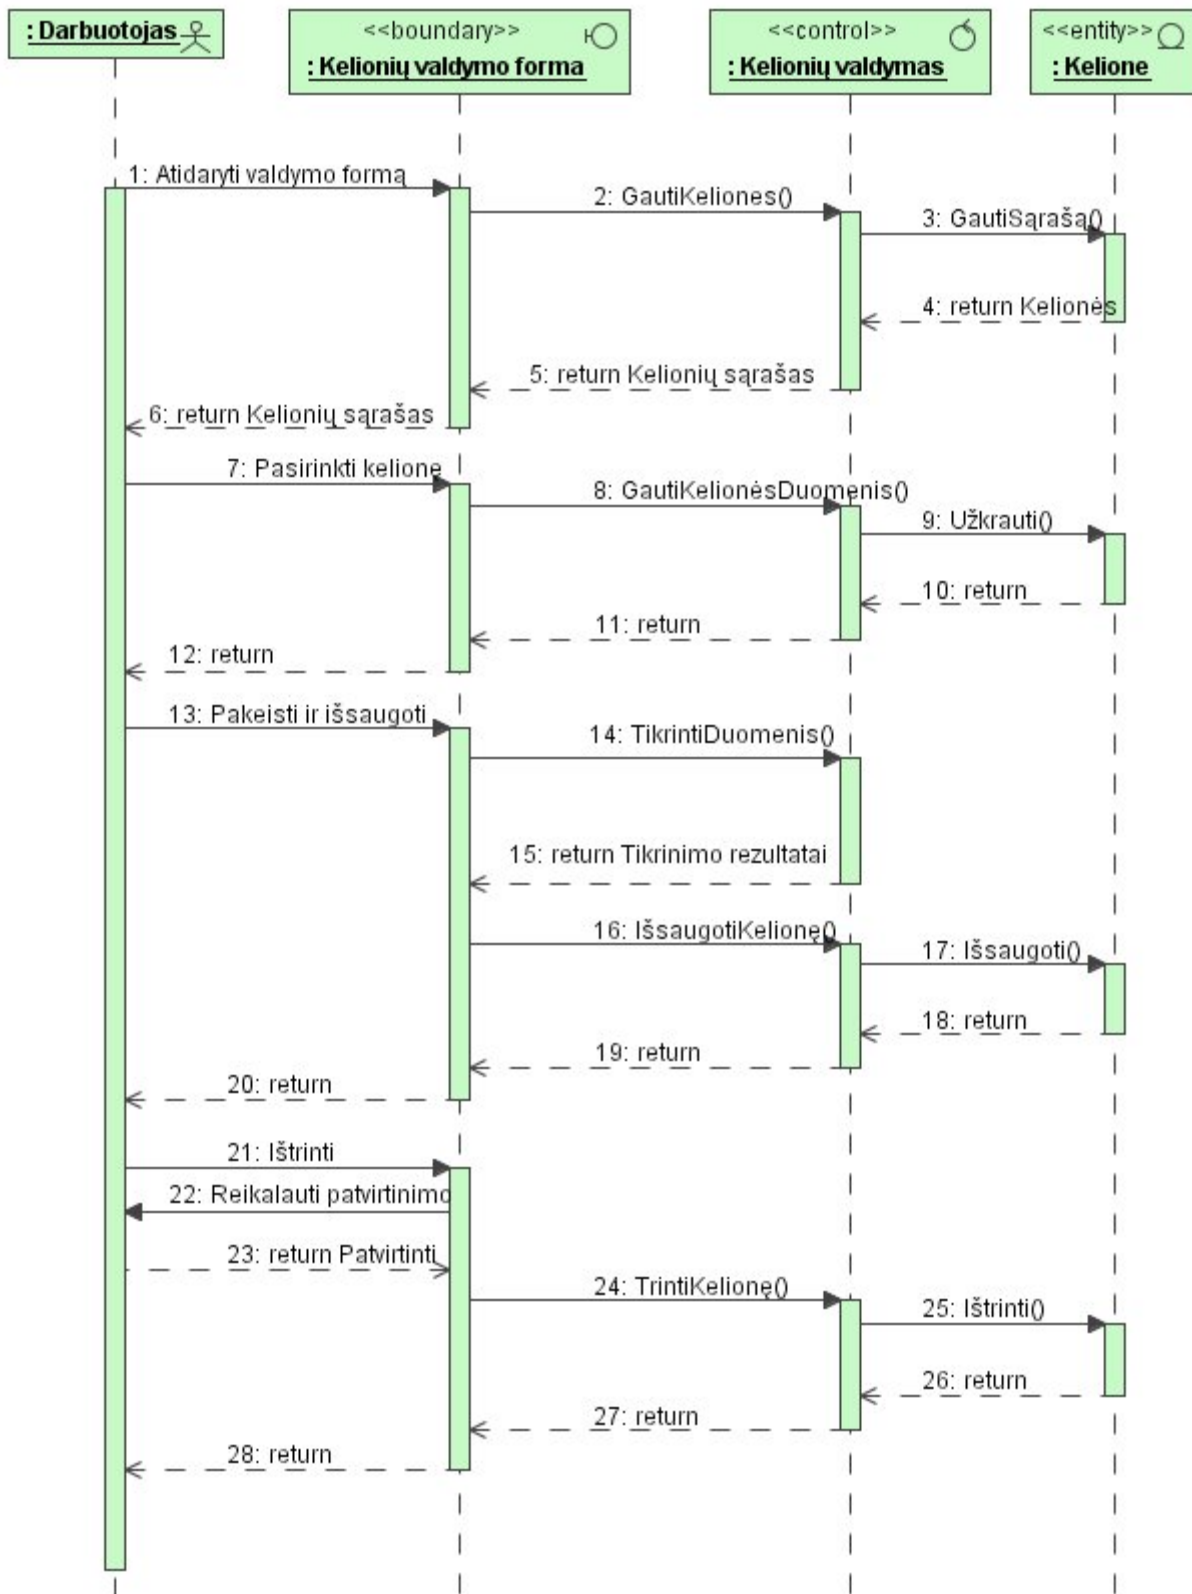 : Darbuotojas
<<boundary>>
: Kelionių valdymo forma
<<control>>
: Kelionių valdymas
<<entity>>
: Kelione
1: Atidaryti valdymo formą
2: GautiKeliones()
3: GautiSąrašą()
4: return Kelionės
5: return Kelionių sąrašas
6: return Kelionių sąrašas
7: Pasirinkti kelionę
8: GautiKelionėsDuomenis()
9: Užkrauti()
10: return
11: return
12: return
13: Pakeisti ir išsaugoti
14: TikrintiDuomenis()
15: return Tikrinimo rezultatai
16: IšsaugotiKelionę()
17: Išsaugoti()
18: return
19: return
20: return
21: Ištrinti
22: Reikalauti patvirtinimo
23: return Patvirtinti
24: TrintiKelionę()
25: Ištrinti()
26: return
27: return
28: return